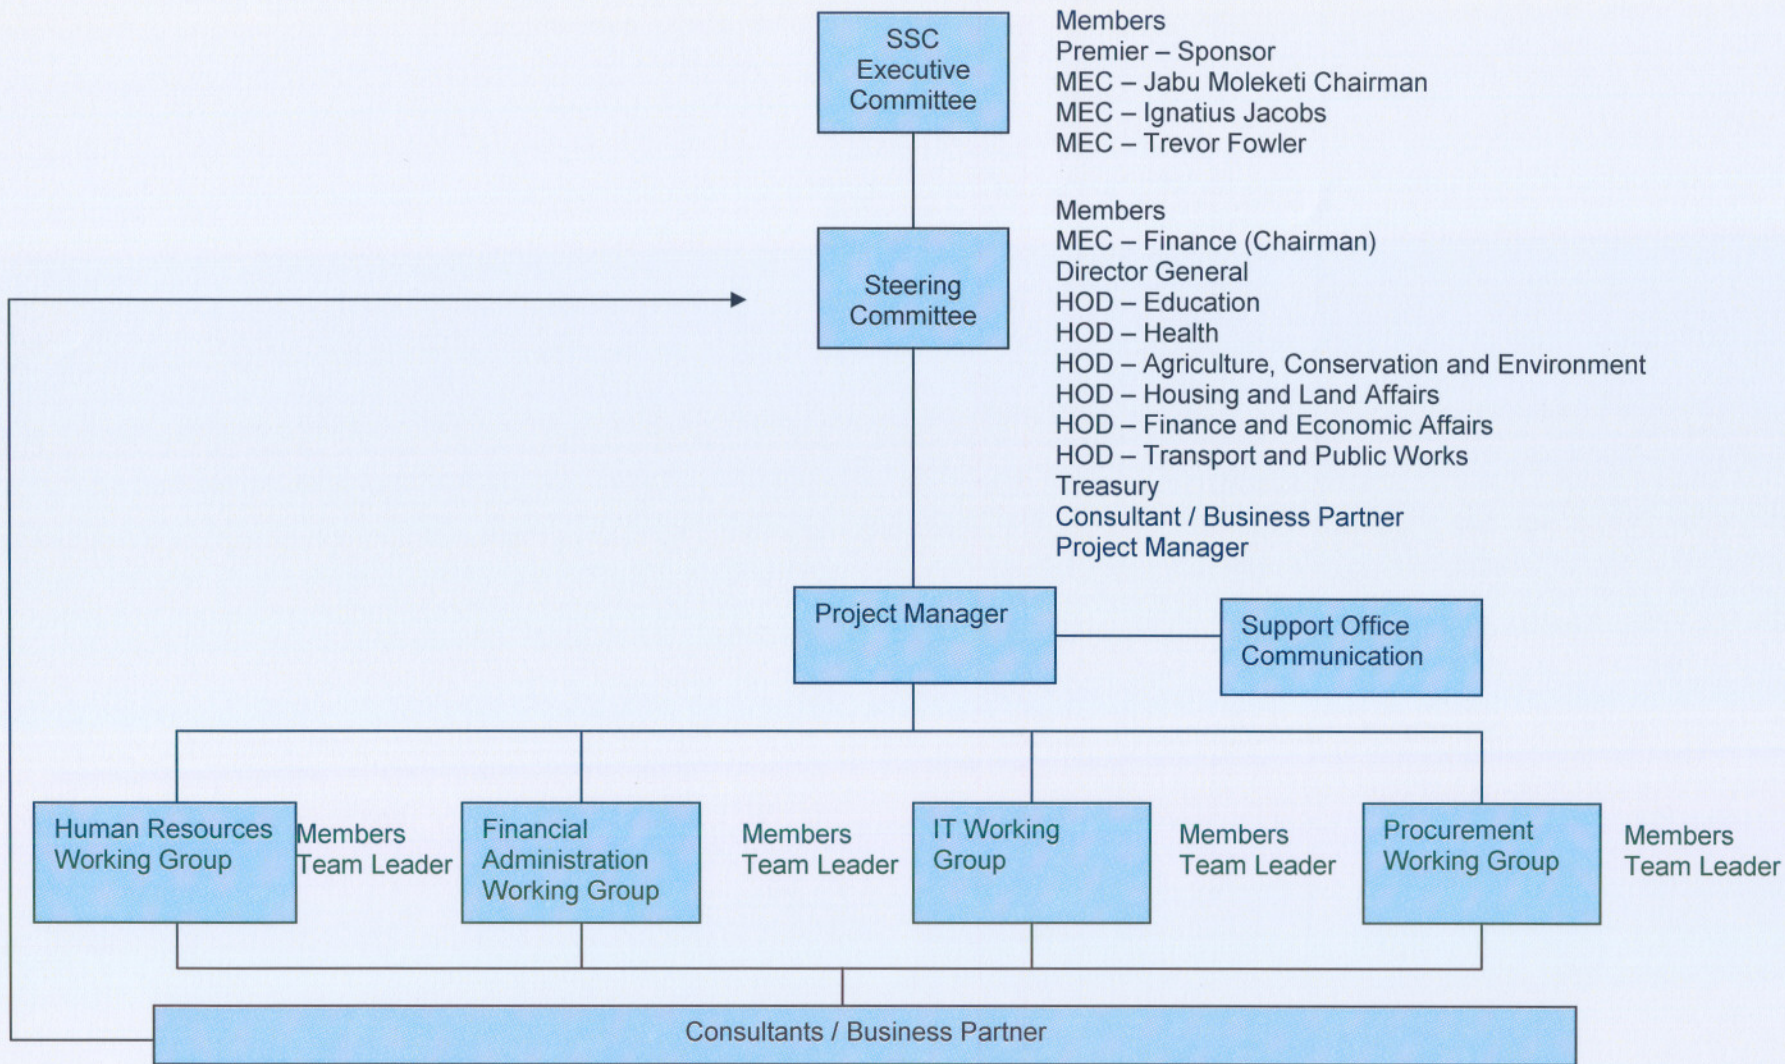 SSC
Executive
Committee
Members
Premier – Sponsor
MEC – Jabu Moleketi Chairman
MEC – Ignatius Jacobs
MEC – Trevor Fowler
Steering
Committee
Members
MEC – Finance (Chairman)
Director General
HOD – Education
HOD – Health
HOD – Agriculture, Conservation and Environment
HOD – Housing and Land Affairs
HOD – Finance and Economic Affairs
HOD – Transport and Public Works
Treasury
Consultant / Business Partner
Project Manager
Project Manager
Support Office
Communication
Human Resources
Working Group
Members
Team Leader
Financial
Administration
Working Group
Members
Team Leader
IT Working
Group
Members
Team Leader
Procurement
Working Group
Members
Team Leader
Consultants / Business Partner